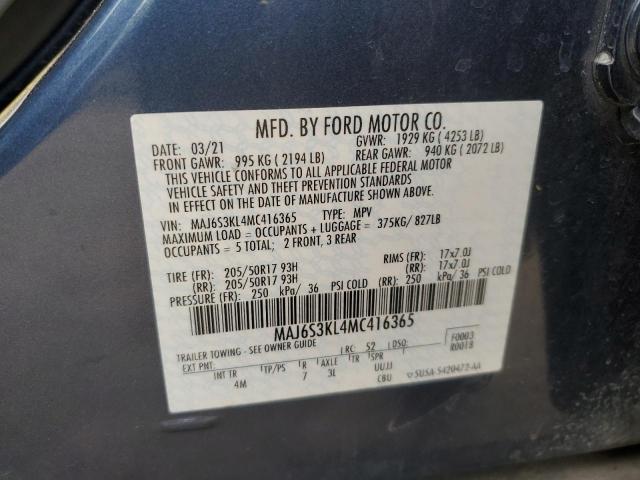 MFD. BY FORD MOTOR CO.
DATE: 03/21 GVWR: 1929 KG ( 4253 LB)
FRONT GAWR: 995 KG ( 2194 LB) REAR GAWR: 940 KG ( 2072 LB)
THIS VEHICLE CONFORMS TO ALL APPLICABLE FEDERAL MOTOR
VEHICLE SAFETY AND THEFT PREVENTION STANDARDS
IN EFFECT ON THE DATE OF MANUFACTURE SHOWN ABOVE.
VIN: MAJ6S3KL4MC416365 TYPE: MPV
MAXIMUM LOAD = OCCUPANTS + LUGGAGE = 375KG/ 827LB
OCCUPANTS = 5 TOTAL; 2 FRONT, 3 REAR
TIRE (FR): 205/50R17 93H RIMS (FR): 17x7.0J
(RR): 205/50R17 93H (RR): 17x7.0J
PRESSURE (FR): 250 kPa/ 36 PSI COLD (RR): 250 kPa/ 36 PSI COLD
MAJ6S3KL4MC416365
TRAILER TOWING - SEE OWNER GUIDE RC: 52 DSO: F0003
R0018
EXT PNT: INT TR TP/PS R AXLE TR SPR
4M 7 3L UUJJ
CBU 5USA-5420472-AA